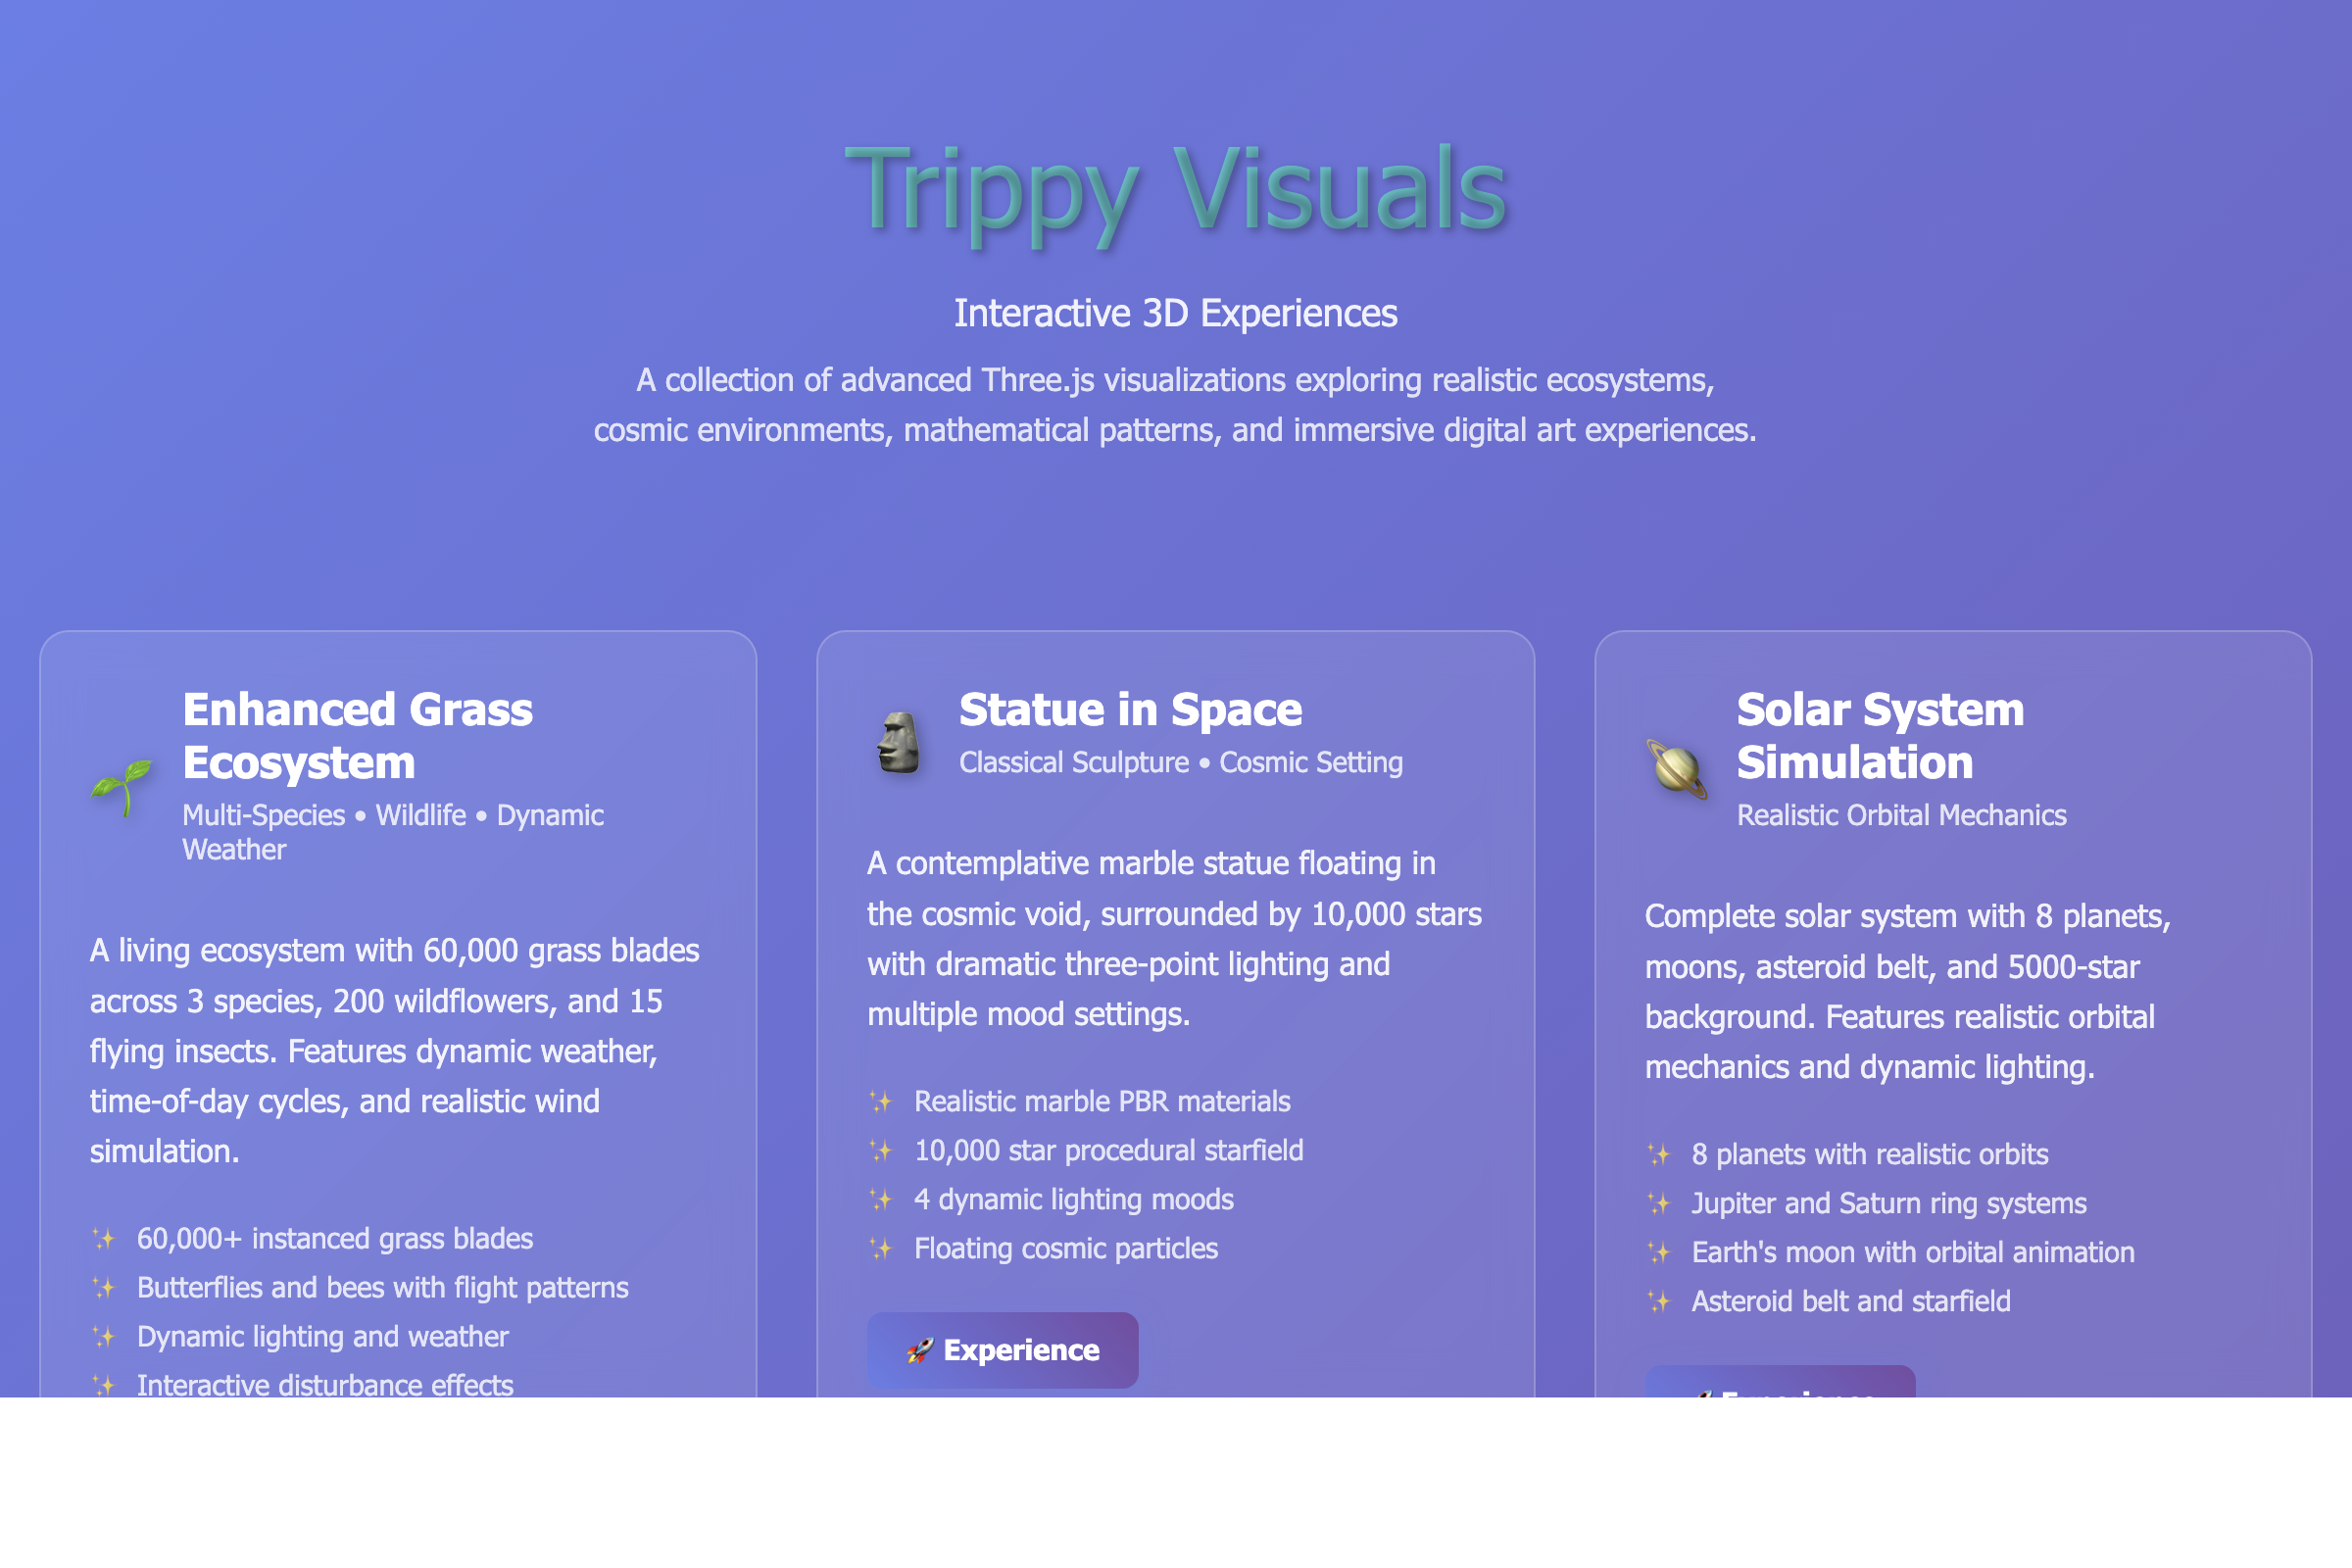 Trippy Visuals
Interactive 3D Experiences
A collection of advanced Three.js visualizations exploring realistic ecosystems,
cosmic environments, mathematical patterns, and immersive digital art experiences.
Enhanced Grass
Ecosystem
Multi-Species • Wildlife • Dynamic
Weather
A living ecosystem with 60,000 grass blades
across 3 species, 200 wildflowers, and 15
flying insects. Features dynamic weather,
time-of-day cycles, and realistic wind
simulation.
✨ 60,000+ instanced grass blades
✨ Butterflies and bees with flight patterns
✨ Dynamic lighting and weather
✨ Interactive disturbance effects
Statue in Space
Classical Sculpture • Cosmic Setting
A contemplative marble statue floating in
the cosmic void, surrounded by 10,000 stars
with dramatic three-point lighting and
multiple mood settings.
✨ Realistic marble PBR materials
✨ 10,000 star procedural starfield
✨ 4 dynamic lighting moods
✨ Floating cosmic particles
🚀 Experience
Solar System
Simulation
Realistic Orbital Mechanics
Complete solar system with 8 planets,
moons, asteroid belt, and 5000-star
background. Features realistic orbital
mechanics and dynamic lighting.
✨ 8 planets with realistic orbits
✨ Jupiter and Saturn ring systems
✨ Earth's moon with orbital animation
✨ Asteroid belt and starfield
🚀 Experience